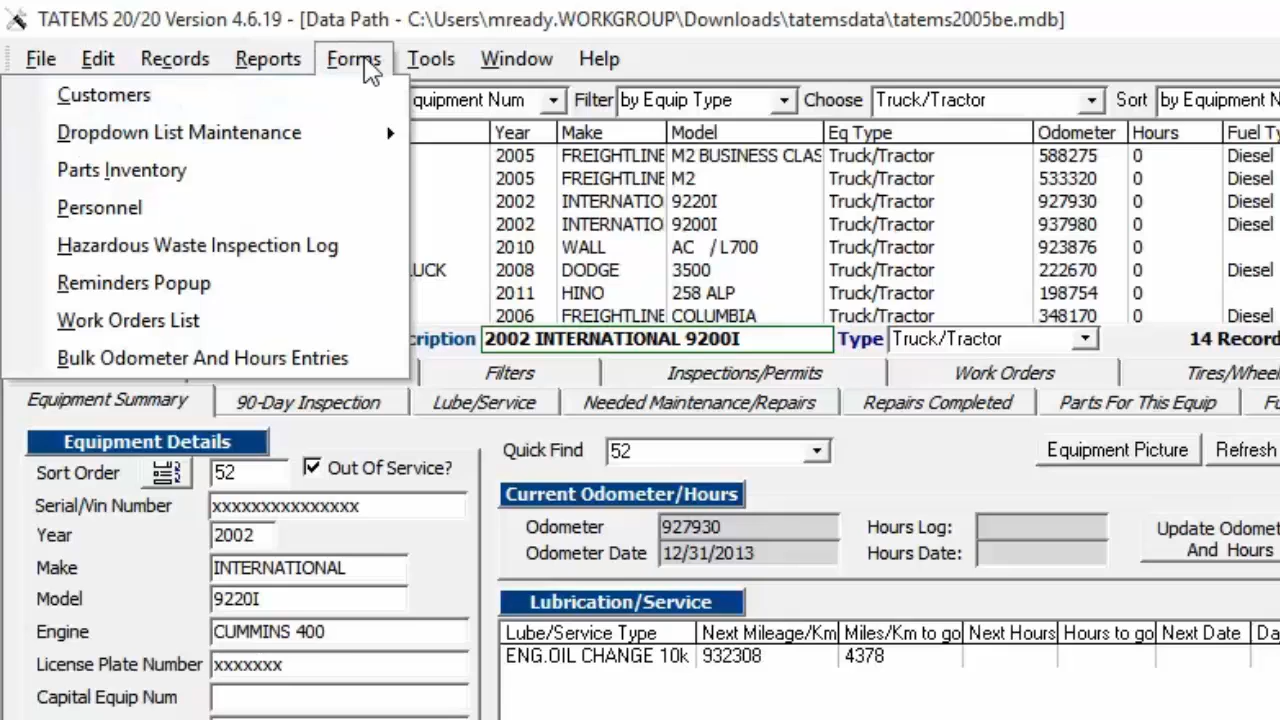 TATEMS 20/20 Version 4.6.19 - [Data Path - C:\Users\mready.WORKGROUP\Downloads\tatemsdata\tatems2005be.mdb]
File Edit Records Reports Forms Tools Window Help
Customers
Dropdown List Maintenance
Parts Inventory
Personnel
Hazardous Waste Inspection Log
Reminders Popup
Work Orders List
Bulk Odometer And Hours Entries
quipment Num Filter by Equip Type Choose Truck/Tractor Sort by Equipment N
Year Make Model Eq Type Odometer Hours Fuel Ty
2005 FREIGHTLINE M2 BUSINESS CLAS Truck/Tractor 588275 0 Diesel
2005 FREIGHTLINE M2 Truck/Tractor 533320 0 Diesel
2002 INTERNATIO 9220I Truck/Tractor 927930 0 Diesel
2002 INTERNATIO 9200I Truck/Tractor 937980 0 Diesel
2010 WALL AC / L700 Truck/Tractor 923876 0
UCK 2008 DODGE 3500 Truck/Tractor 222670 0 Diesel
2011 HINO 258 ALP Truck/Tractor 198754 0
2006 FREIGHTLINE COLUMBIA Truck/Tractor 348170 0 Diesel
cription 2002 INTERNATIONAL 9200I Type Truck/Tractor 14 Record
Filters Inspections/Permits Work Orders Tires/Wheel
Equipment Summary 90-Day Inspection Lube/Service Needed Maintenance/Repairs Repairs Completed Parts For This Equip Fu
Equipment Details
Sort Order 52 Out Of Service?
Serial/Vin Number xxxxxxxxxxxxxxx
Year 2002
Make INTERNATIONAL
Model 9220I
Engine CUMMINS 400
License Plate Number xxxxxxx
Capital Equip Num
Quick Find 52 Equipment Picture Refresh
Current Odometer/Hours
Odometer 927930 Hours Log:
Odometer Date 12/31/2013 Hours Date:
Update Odomet
And Hours
Lubrication/Service
Lube/Service Type Next Mileage/Km Miles/Km to go Next Hours Hours to go Next Date Da
ENG.OIL CHANGE 10k 932308 4378